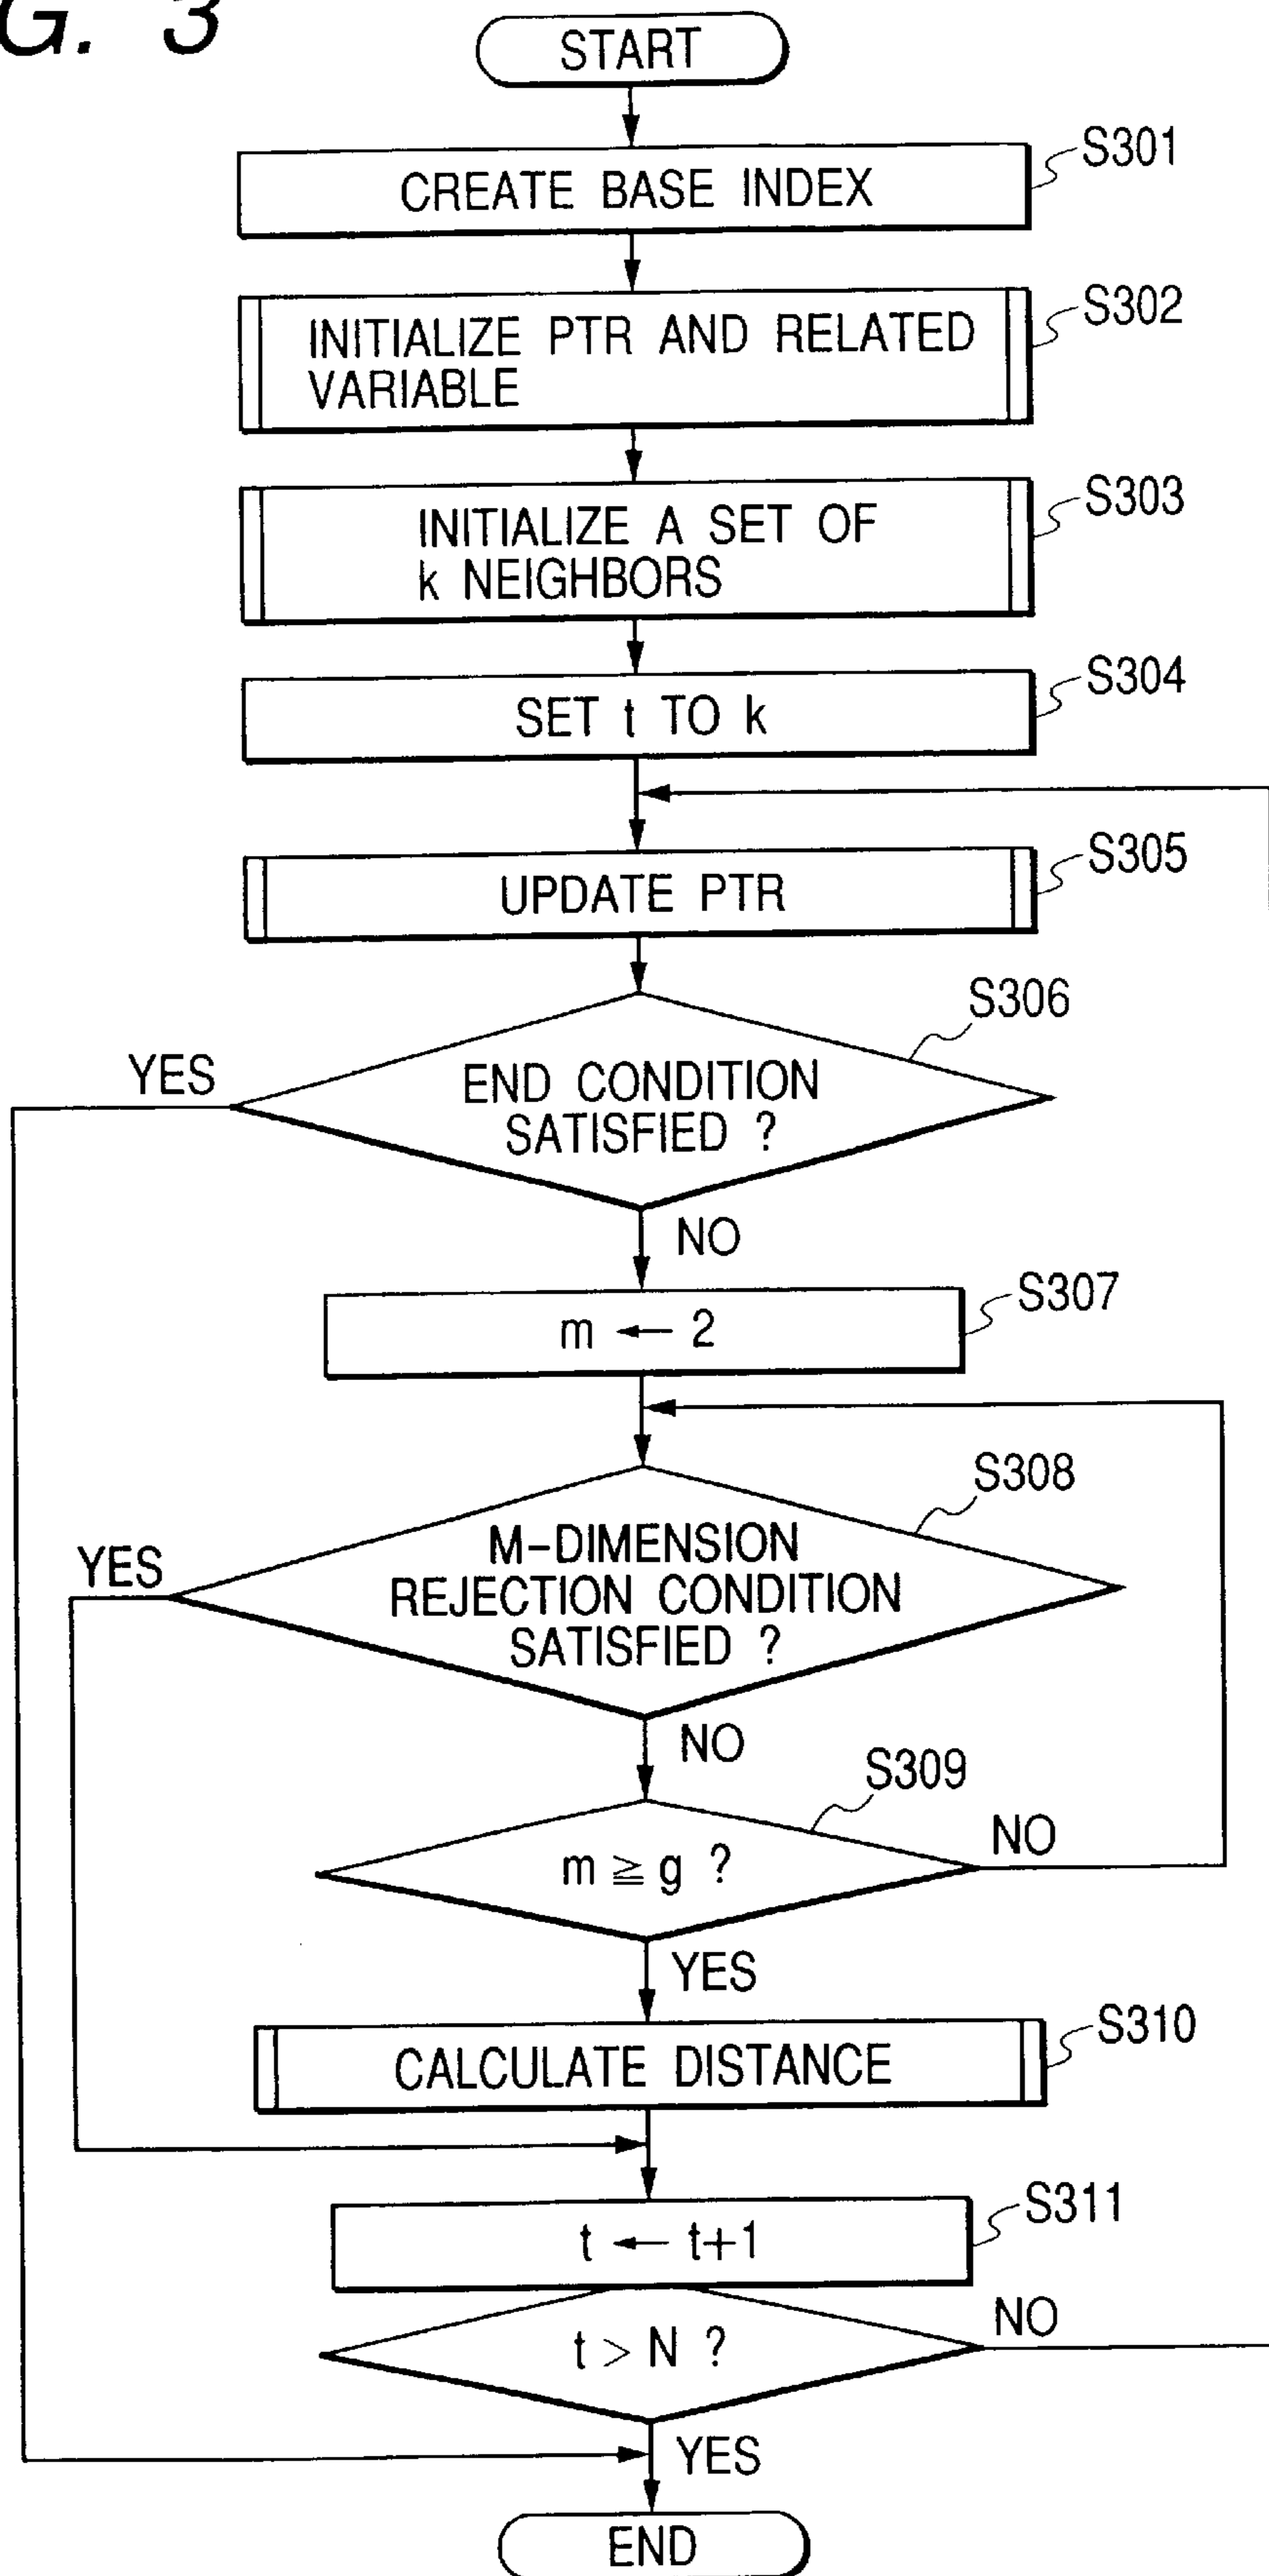 G. 3
START
CREATE BASE INDEX
S301
INITIALIZE PTR AND RELATED
VARIABLE
S302
INITIALIZE A SET OF
k NEIGHBORS
S303
SET t TO k
S304
UPDATE PTR
S305
S306
YES
END CONDITION
SATISFIED ?
NO
m ← 2
S307
S308
YES
M-DIMENSION
REJECTION CONDITION
SATISFIED ?
NO
S309
m ≧ g ?
NO
YES
CALCULATE DISTANCE
S310
t ← t+1
S311
t > N ?
NO
YES
END